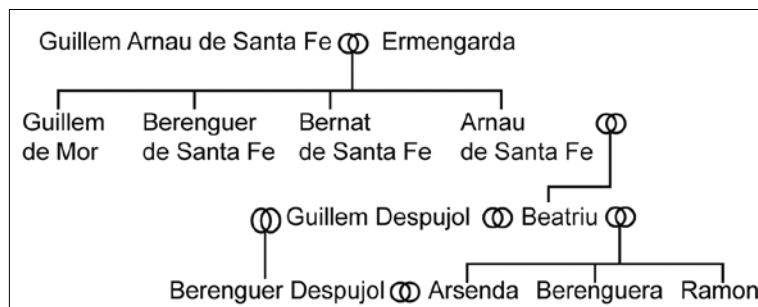 Guillem Arnau de Santa Fe Ermengarda
Guillem de Mor
Berenguer de Santa Fe
Bernat de Santa Fe
Arnau de Santa Fe
Guillem Despujol Beatriu
Berenguer Despujol Arsenda Berenguera Ramon